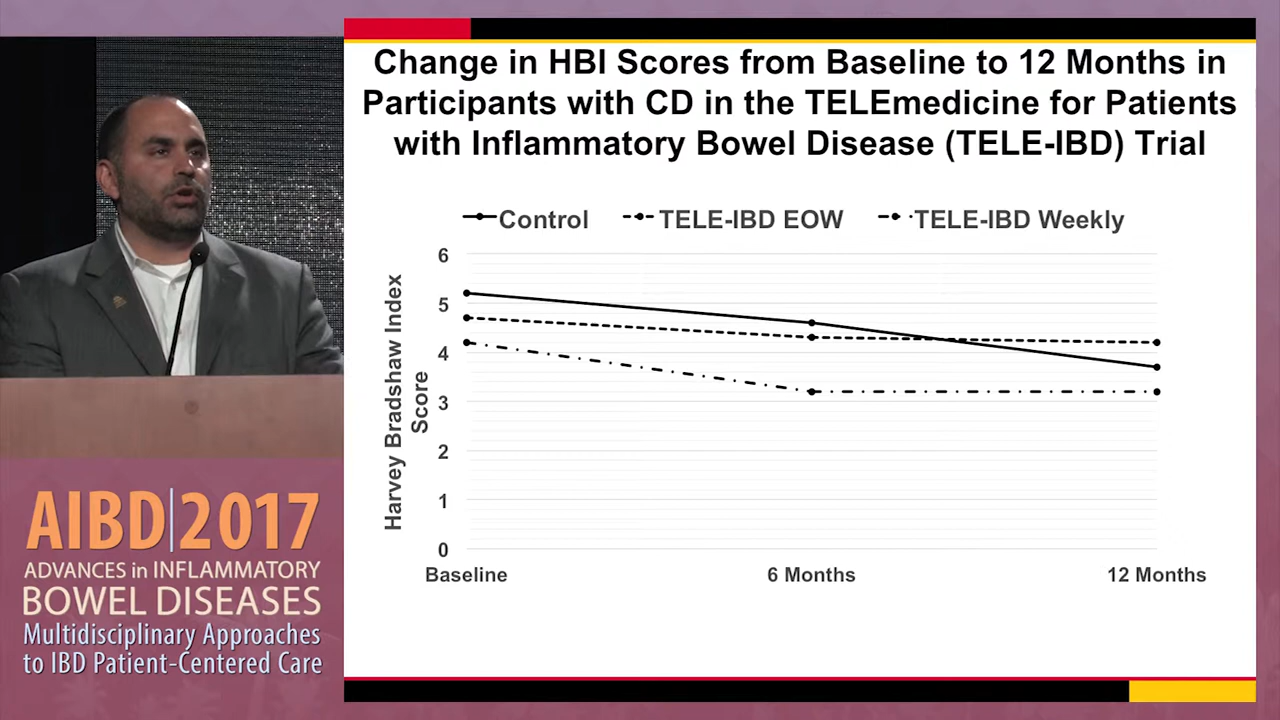 Change in HBI Scores from Baseline to 12 Months in
Participants with CD in the TELEmedicine for Patients
with Inflammatory Bowel Disease (TELE-IBD) Trial
Control
TELE-IBD EOW
TELE-IBD Weekly
Harvey Bradshaw Index
Score
6
5
4
3
2
1
0
Baseline
6 Months
12 Months
AIBD|2017
ADVANCES in INFLAMMATORY
BOWEL DISEASES
Multidisciplinary Approaches
to IBD Patient-Centered Care